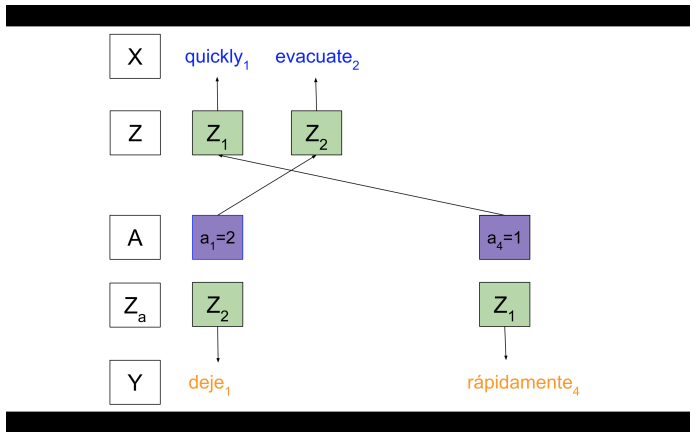 X quickly₁ evacuate₂
Z Z₁ Z₂
A a₁=2 a₄=1
Zₐ Z₂ Z₁
Y deje₁ rápidamente₄